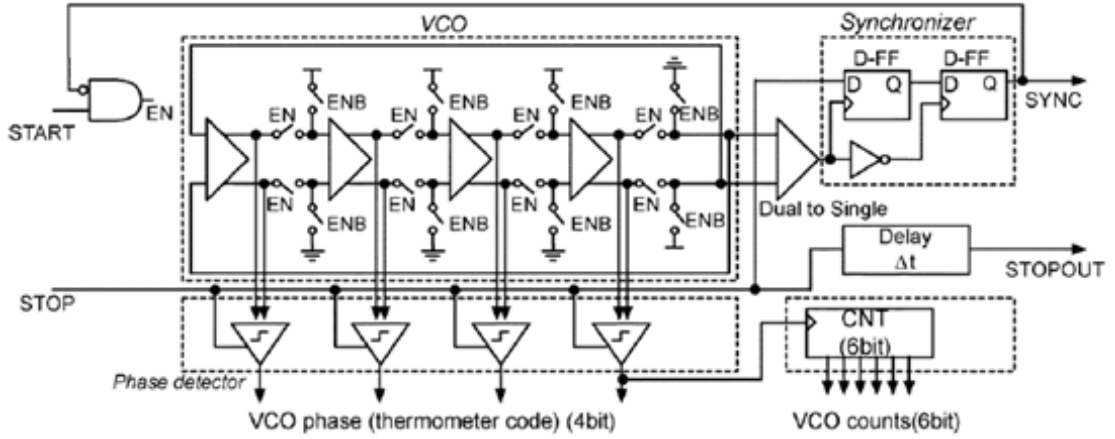 VCO
Synchronizer
D-FF D-FF
D Q D Q
SYNC
START
EN
EN ENB EN ENB EN ENB EN ENB
EN ENB EN ENB EN ENB EN ENB
Dual to Single
Delay
Δt
STOPOUT
STOP
CNT
(6bit)
Phase detector
VCO phase (thermometer code) (4bit)
VCO counts(6bit)